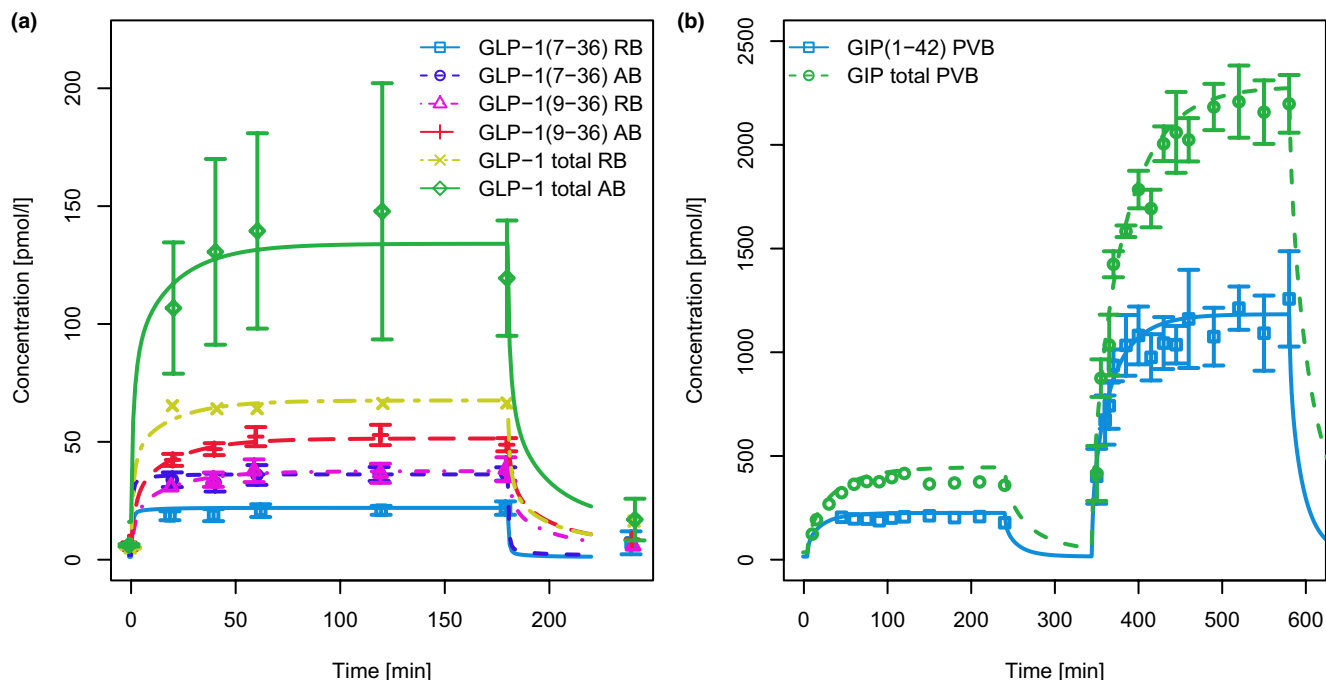 (a)
GLP−1(7−36) RB
GLP−1(7−36) AB
GLP−1(9−36) RB
GLP−1(9−36) AB
GLP−1 total RB
GLP−1 total AB
Concentration [pmol/l]
200
150
100
50
0
0 50 100 150 200
Time [min]
(b)
GIP(1−42) PVB
GIP total PVB
Concentration [pmol/l]
2500
2000
1500
1000
500
0
0 100 200 300 400 500 600
Time [min]